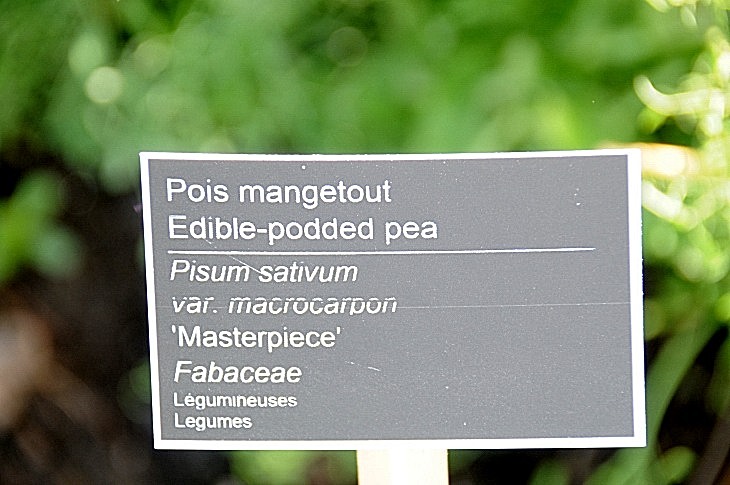 Pois mangetout
Edible-podded pea
Pisum sativum
var. macrocarpon
'Masterpiece'
Fabaceae
Légumineuses
Legumes